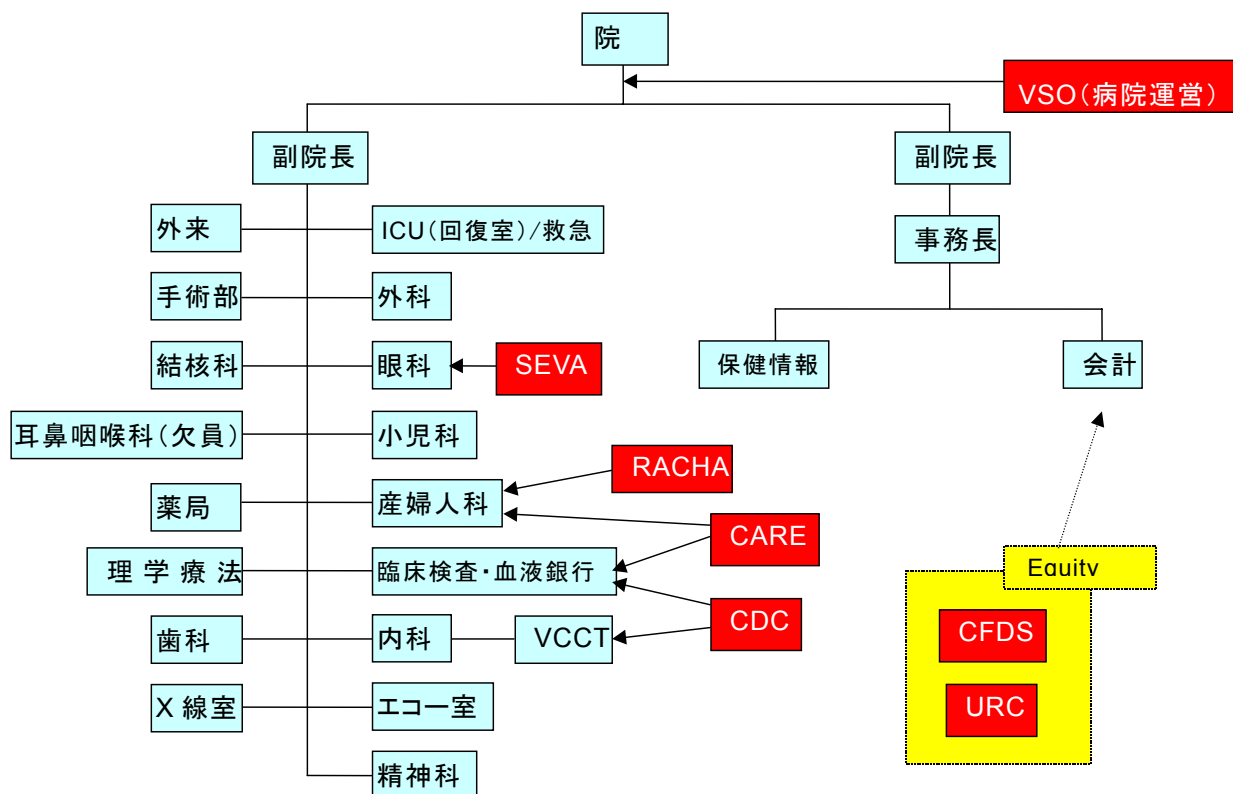 院
VSO(病院運営)
副院長
副院長
外来
ICU(回復室)/救急
事務長
手術部
外科
結核科
眼科
SEVA
保健情報
会計
耳鼻咽喉科(欠員)
小児科
RACHA
薬局
産婦人科
CARE
理学療法
臨床検査・血液銀行
Equity
歯科
内科
VCCT
CDC
CFDS
X線室
エコー室
URC
精神科